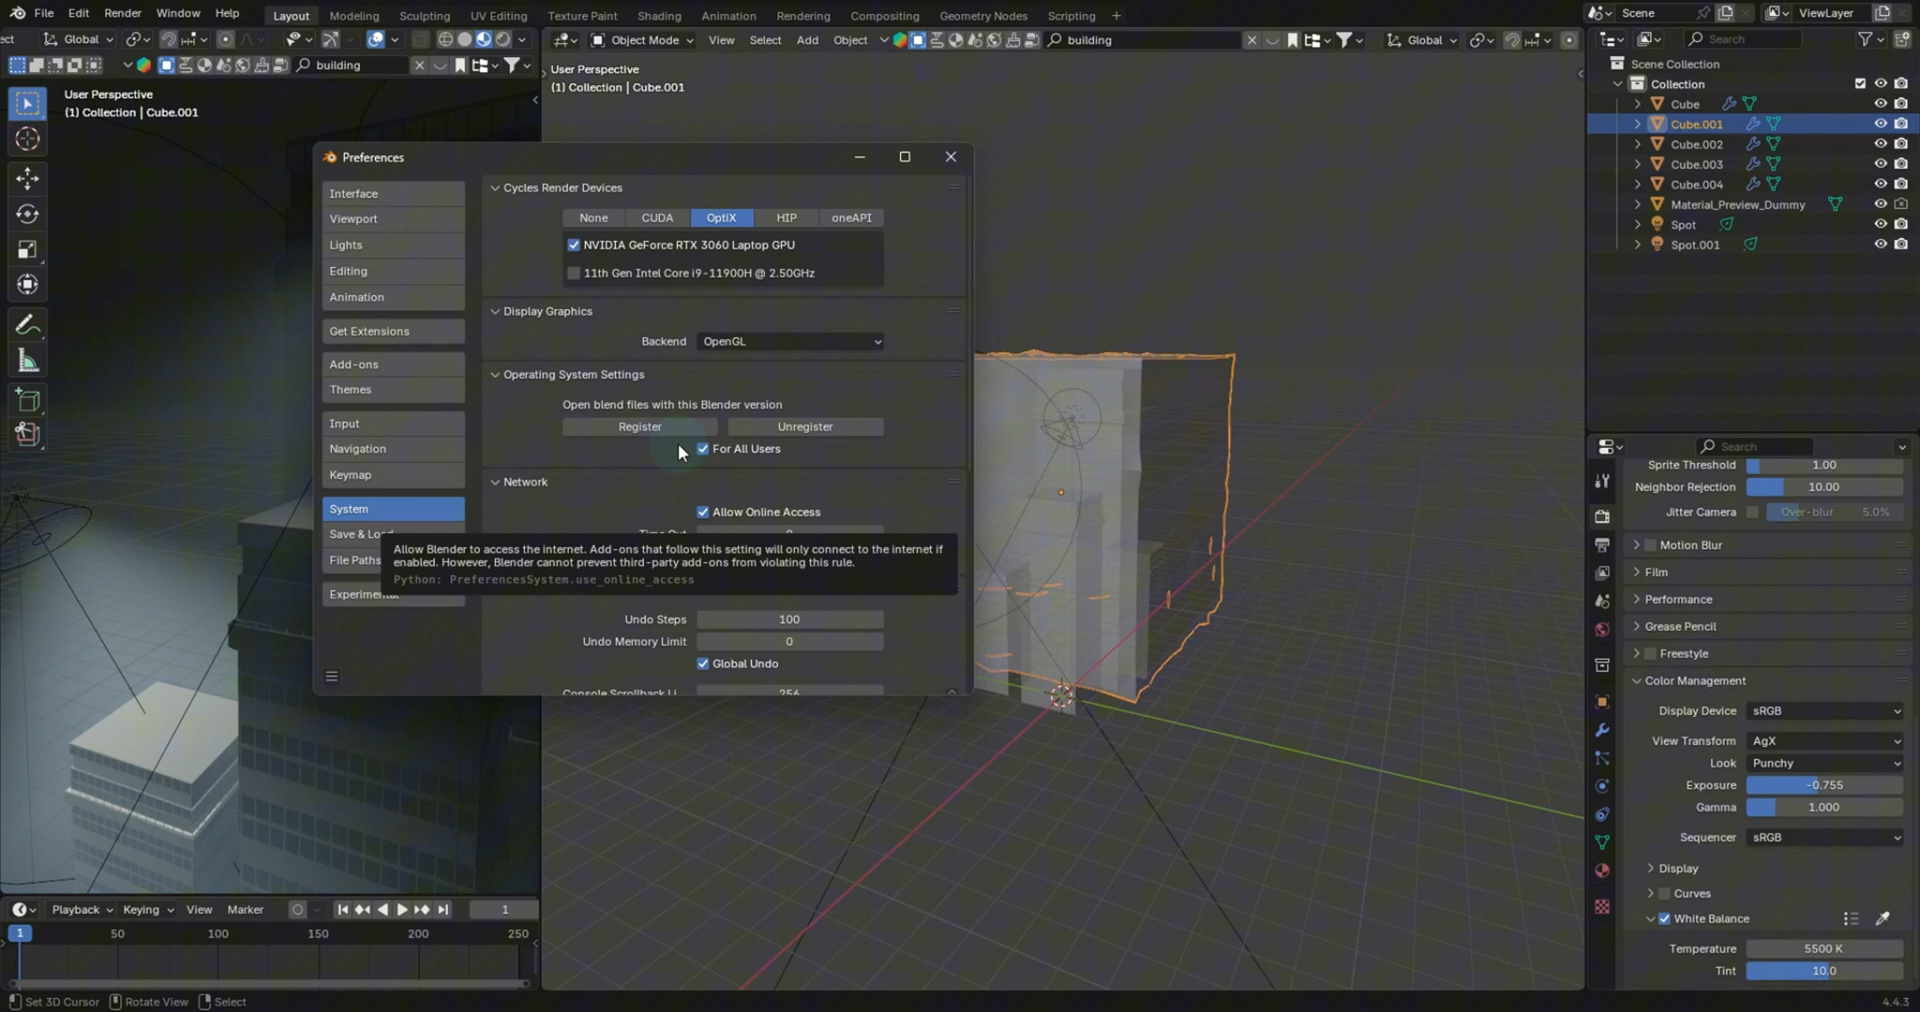 File Edit Render Window Help Layout Modeling Sculpting UV Editing Texture Paint Shading Animation Rendering Compositing Geometry Nodes Scripting + Scene ViewLayer
ect Global
Object Mode View Select Add Object building Global Search
building
User Perspective
(1) Collection | Cube.001
User Perspective
(1) Collection | Cube.001
Scene Collection
Collection
Cube
Cube.001
Cube.002
Cube.003
Cube.004
Material_Preview_Dummy
Spot
Spot.001
Preferences
Interface
Viewport
Lights
Editing
Animation
Get Extensions
Add-ons
Themes
Input
Navigation
Keymap
System
Save & Lo
File Paths
Experimental
Cycles Render Devices
None CUDA OptiX HIP oneAPI
NVIDIA GeForce RTX 3060 Laptop GPU
11th Gen Intel Core i9-11900H @ 2.50GHz
Display Graphics
Backend OpenGL
Operating System Settings
Open blend files with this Blender version
Register Unregister
For All Users
Network
Allow Online Access
Time Out 0
Allow Blender to access the internet. Add-ons that follow this setting will only connect to the internet if
enabled. However, Blender cannot prevent third-party add-ons from violating this rule.
Python: PreferencesSystem.use_online_access
Undo Steps 100
Undo Memory Limit 0
Global Undo
Console Scrollback Li... 256
Search
Sprite Threshold 1.00
Neighbor Rejection 10.00
Jitter Camera Over-blur 5.0%
Motion Blur
Film
Performance
Grease Pencil
Freestyle
Color Management
Display Device sRGB
View Transform AgX
Look Punchy
Exposure -0.755
Gamma 1.000
Sequencer sRGB
Display
Curves
White Balance
Temperature 5500 K
Tint 10.0
Playback Keying View Marker 1
1 50 100 150 200 250
Set 3D Cursor Rotate View Select 4.4.3